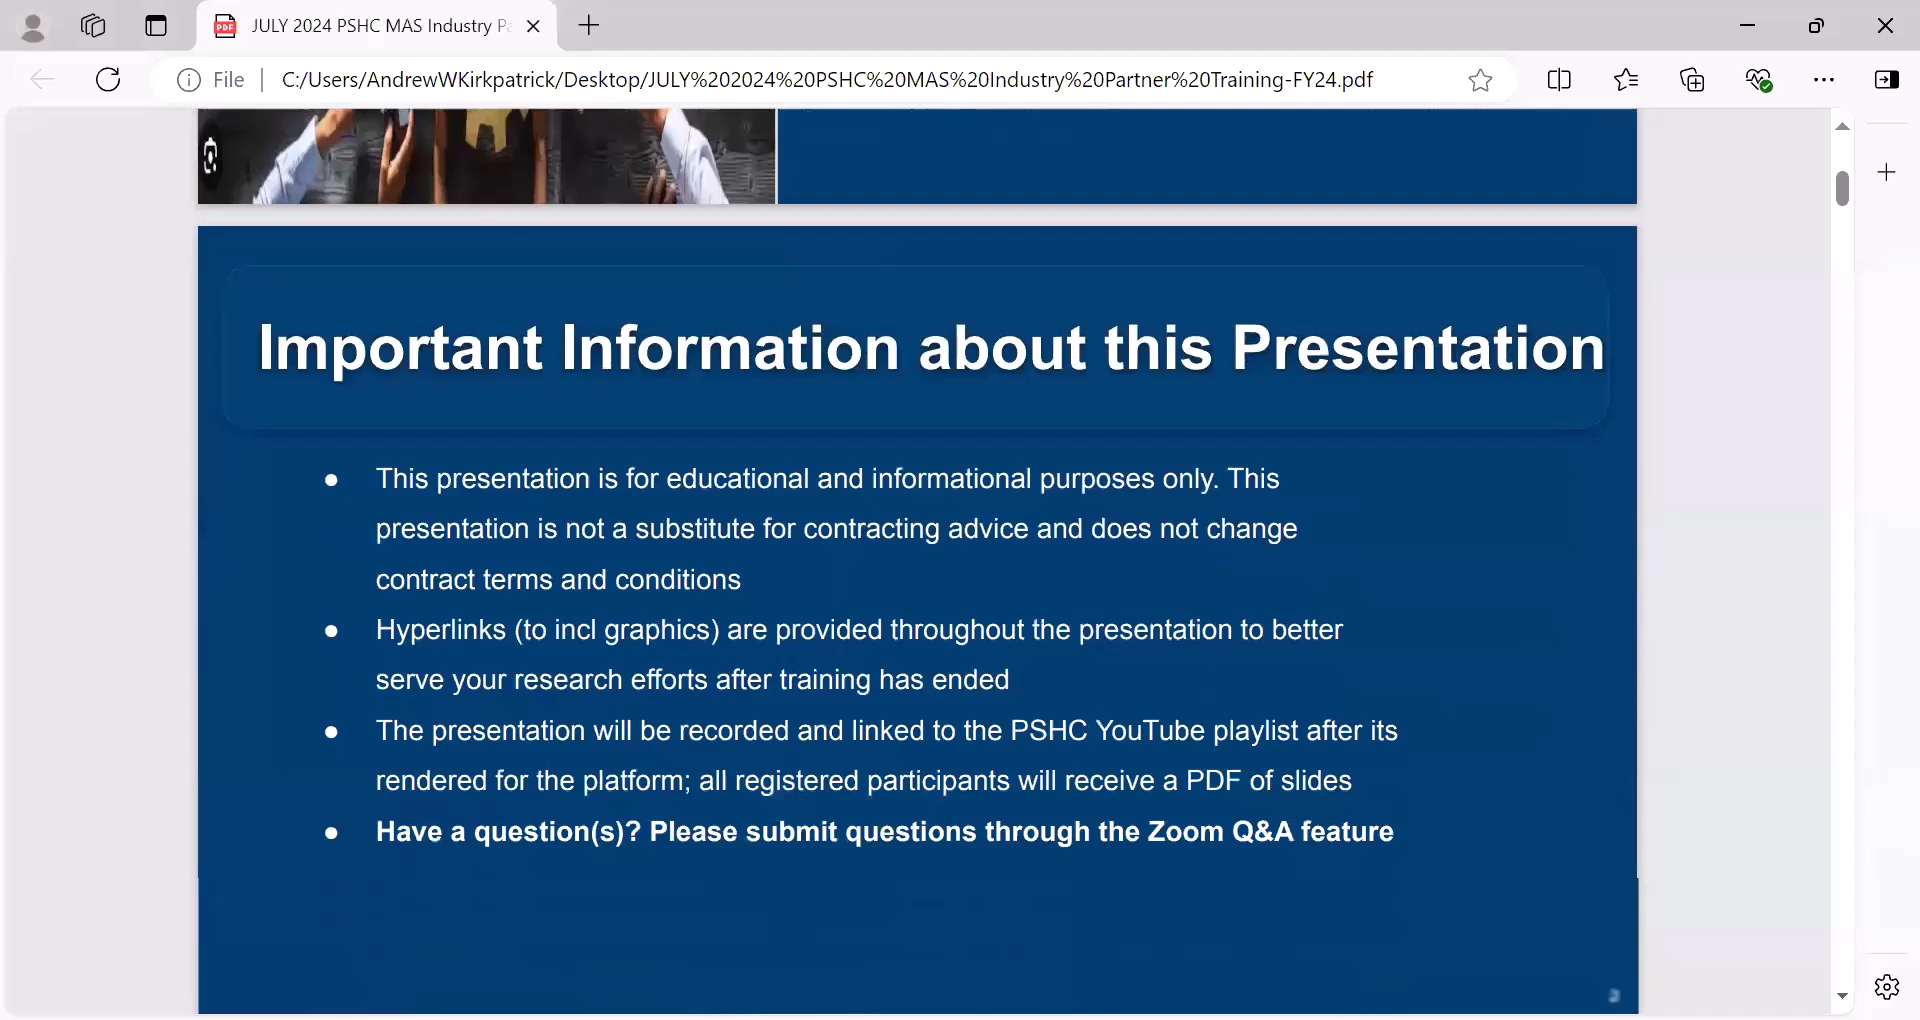 JULY 2024 PSHC MAS Industry Pa
File
C:/Users/AndrewWKirkpatrick/Desktop/JULY%202024%20PSHC%20MAS%20Industry%20Partner%20Training-FY24.pdf
Important Information about this Presentation
● This presentation is for educational and informational purposes only. This
presentation is not a substitute for contracting advice and does not change
contract terms and conditions
● Hyperlinks (to incl graphics) are provided throughout the presentation to better
serve your research efforts after training has ended
● The presentation will be recorded and linked to the PSHC YouTube playlist after its
rendered for the platform; all registered participants will receive a PDF of slides
● Have a question(s)? Please submit questions through the Zoom Q&A feature